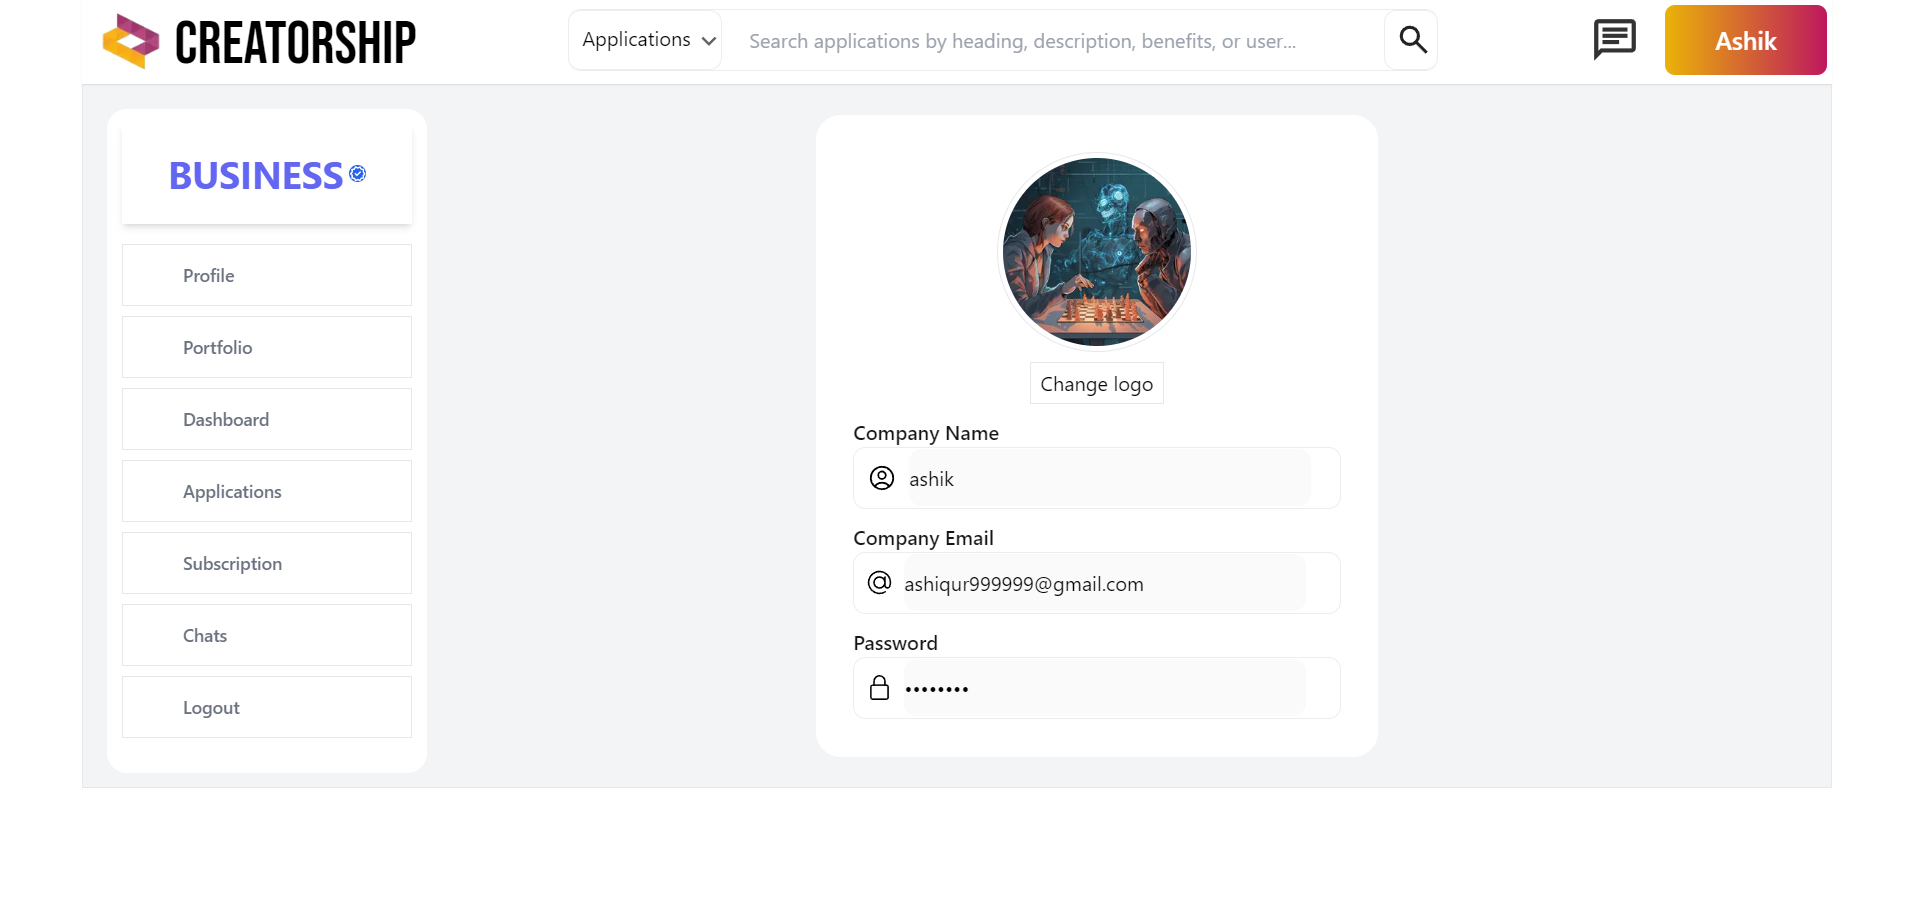 CREATORSHIP
Applications
Search applications by heading, description, benefits, or user...
Ashik
BUSINESS
Profile
Portfolio
Dashboard
Applications
Subscription
Chats
Logout
Change logo
Company Name
ashik
Company Email
ashiqur999999@gmail.com
Password
••••••••